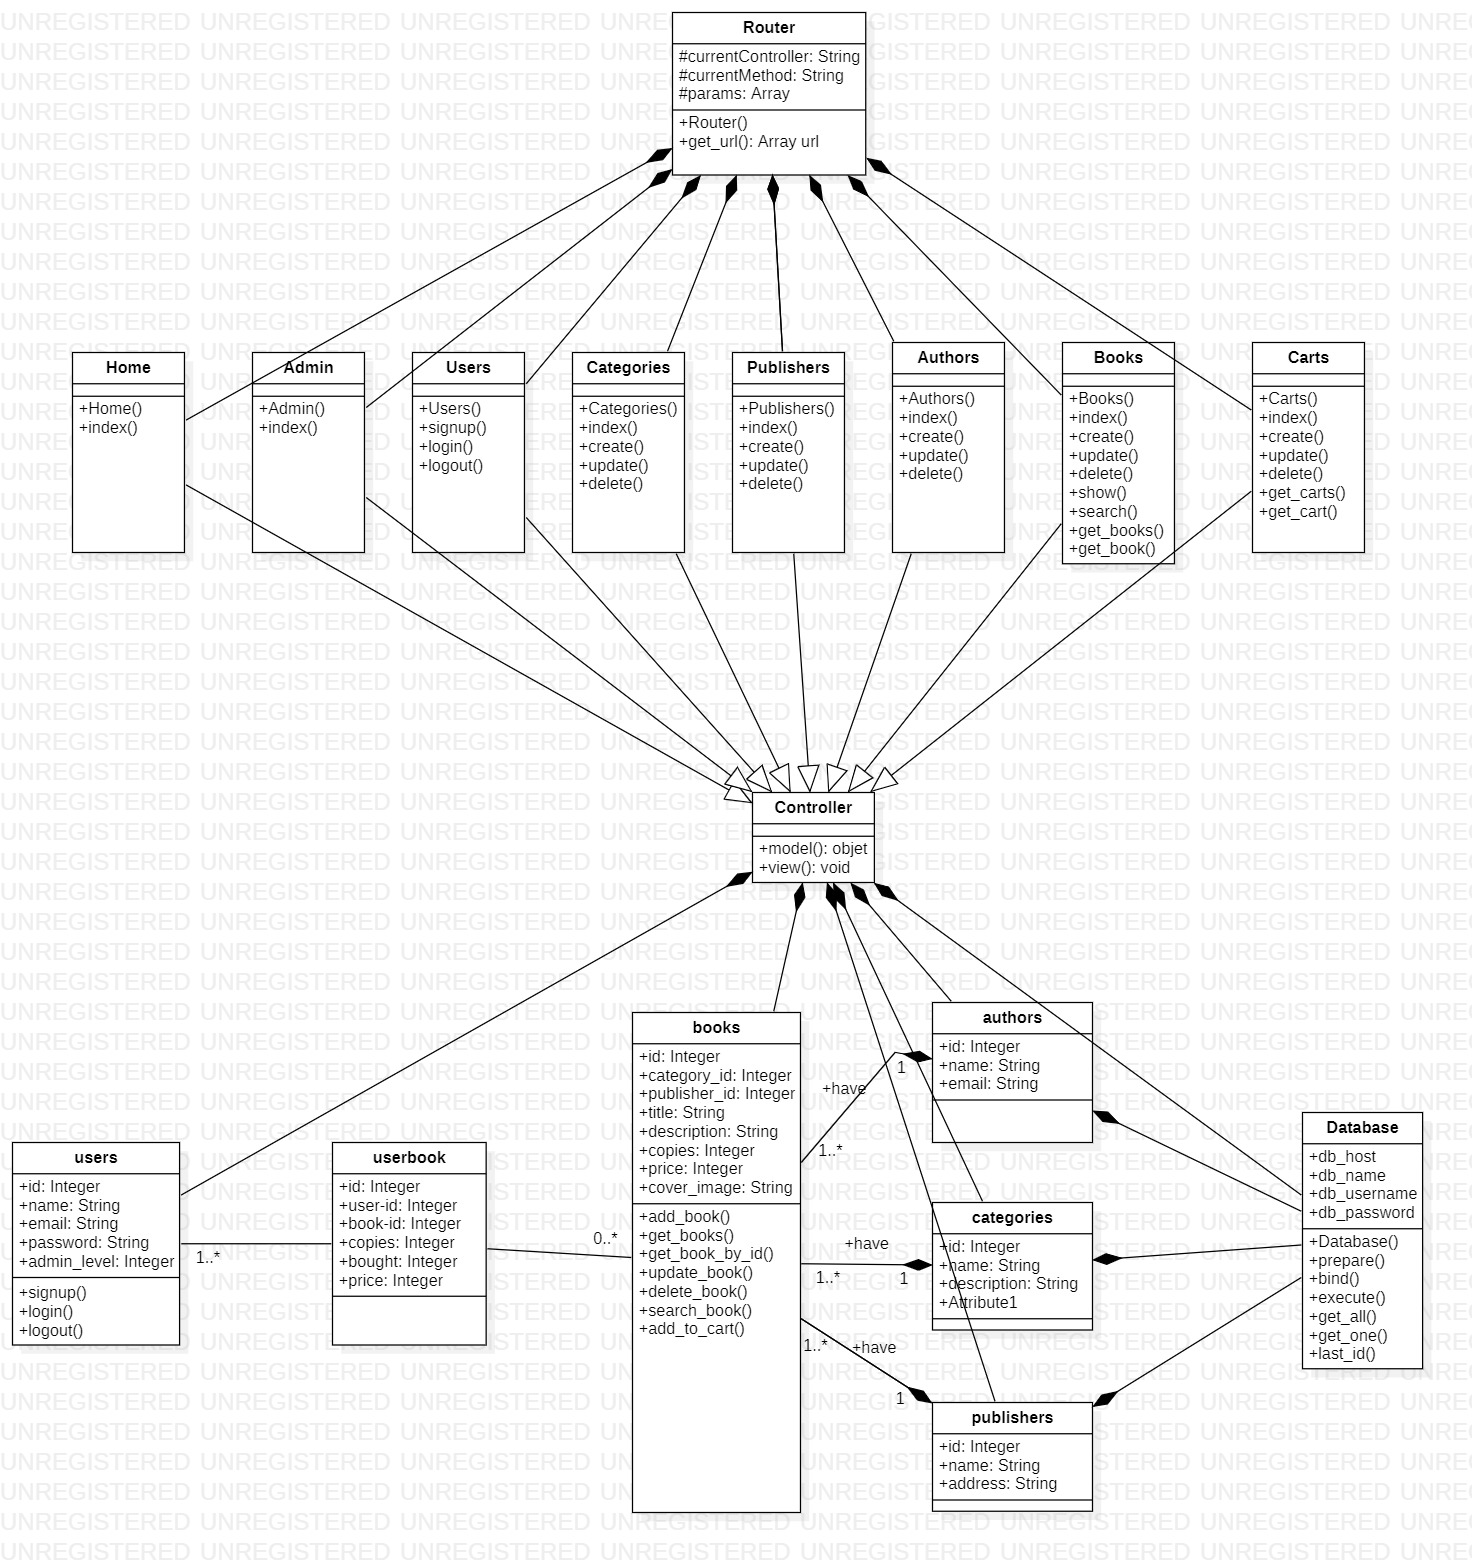 Router
#currentController: String
#currentMethod: String
#params: Array
+Router()
+get_url(): Array url
Home
+Home()
+index()
Admin
+Admin()
+index()
Users
+Users()
+signup()
+login()
+logout()
Categories
+Categories()
+index()
+create()
+update()
+delete()
Publishers
+Publishers()
+index()
+create()
+update()
+delete()
Authors
+Authors()
+index()
+create()
+update()
+delete()
Books
+Books()
+index()
+create()
+update()
+delete()
+show()
+search()
+get_books()
+get_book()
Carts
+Carts()
+index()
+create()
+update()
+delete()
+get_carts()
+get_cart()
Controller
+model(): objet
+view(): void
users
+id: Integer
+name: String
+email: String
+password: String
+admin_level: Integer
+signup()
+login()
+logout()
1..*
userbook
+id: Integer
+user-id: Integer
+book-id: Integer
+copies: Integer
+bought: Integer
+price: Integer
0..*
books
+id: Integer
+category_id: Integer
+publisher_id: Integer
+title: String
+description: String
+copies: Integer
+price: Integer
+cover_image: String
+add_book()
+get_books()
+get_book_by_id()
+update_book()
+delete_book()
+search_book()
+add_to_cart()
1
+have
1..*
+have
1..*
1
1..*
+have
1
authors
+id: Integer
+name: String
+email: String
categories
+id: Integer
+name: String
+description: String
+Attribute1
publishers
+id: Integer
+name: String
+address: String
Database
+db_host
+db_name
+db_username
+db_password
+Database()
+prepare()
+bind()
+execute()
+get_all()
+get_one()
+last_id()
UNREGISTERED